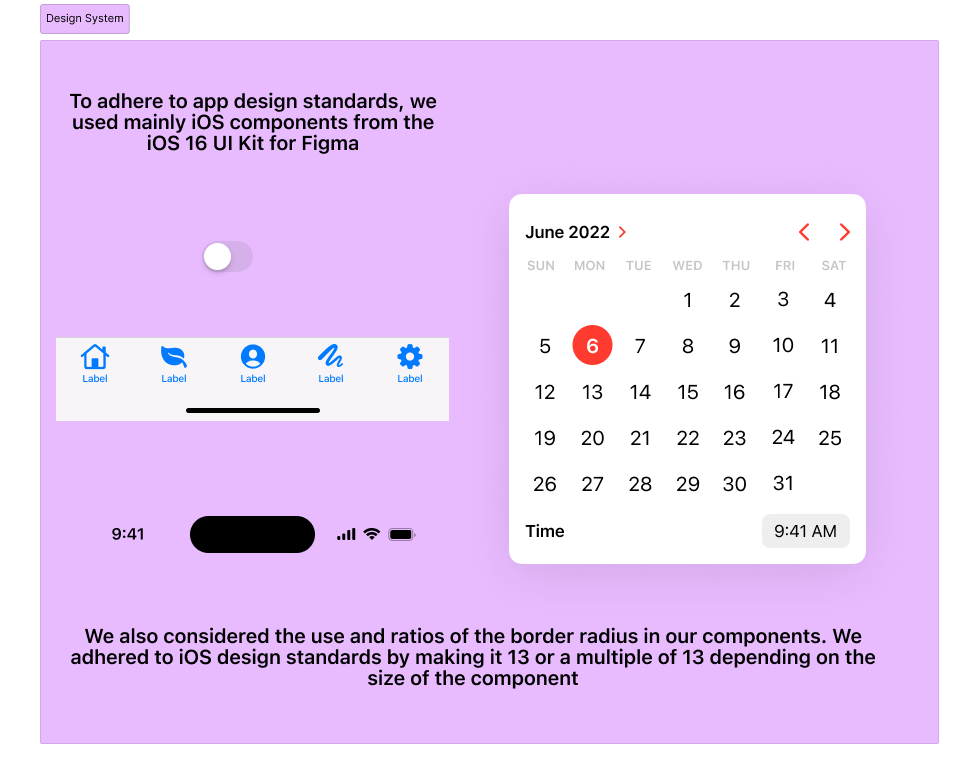 Design System
To adhere to app design standards, we
used mainly iOS components from the
iOS 16 UI Kit for Figma
June 2022
SUN MON TUE WED THU FRI SAT
1 2 3 4
5 6 7 8 9 10 11
12 13 14 15 16 17 18
19 20 21 22 23 24 25
26 27 28 29 30 31
Time 9:41 AM
Label Label Label Label Label
9:41
We also considered the use and ratios of the border radius in our components. We
adhered to iOS design standards by making it 13 or a multiple of 13 depending on the
size of the component